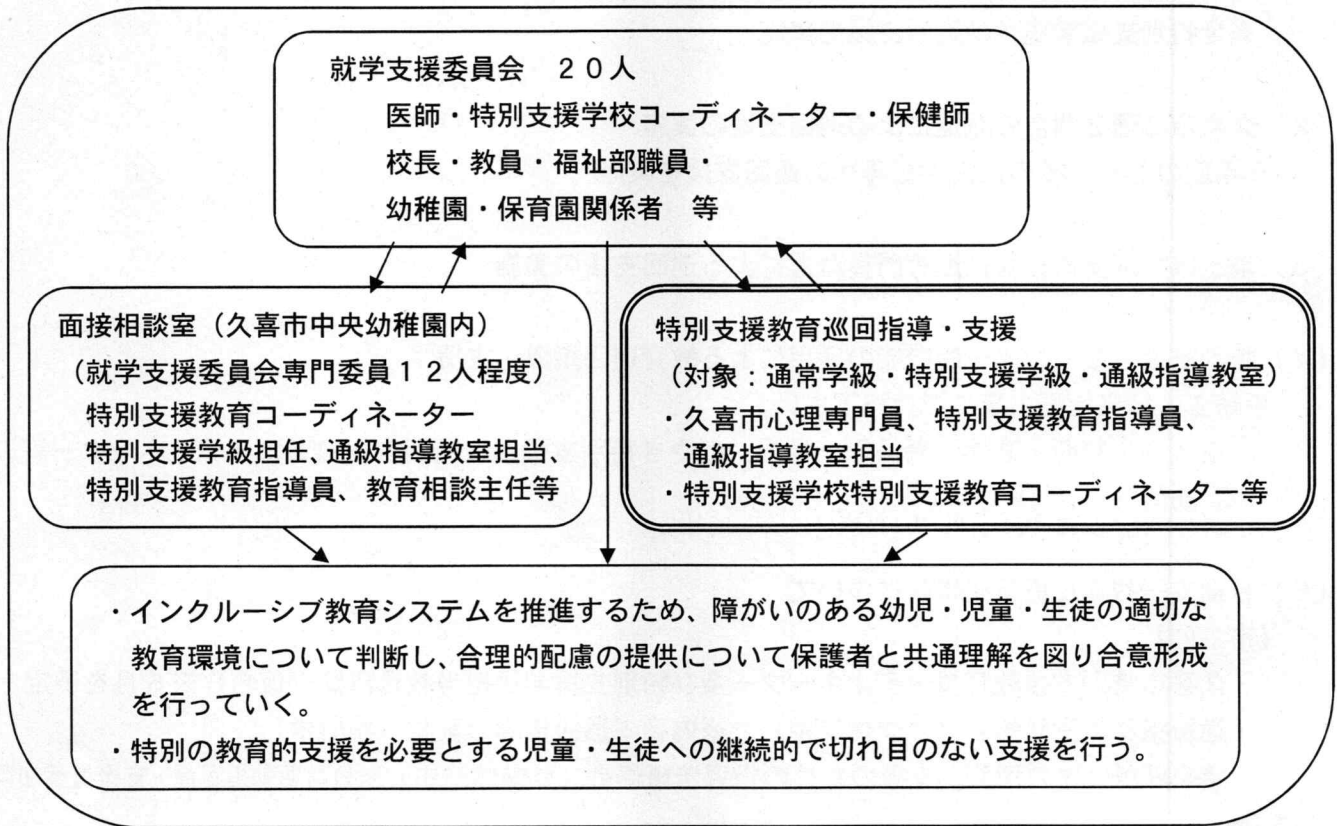 就学支援委員会　２０人
医師・特別支援学校コーディネーター・保健師
校長・教員・福祉部職員・
幼稚園・保育園関係者　等
面接相談室（久喜市中央幼稚園内）
（就学支援委員会専門委員１２人程度）
特別支援教育コーディネーター
特別支援学級担任、通級指導教室担当、
特別支援教育指導員、教育相談主任等
特別支援教育巡回指導・支援
（対象：通常学級・特別支援学級・通級指導教室）
・久喜市心理専門員、特別支援教育指導員、
通級指導教室担当
・特別支援学校特別支援教育コーディネーター等
・インクルーシブ教育システムを推進するため、障がいのある幼児・児童・生徒の適切な
教育環境について判断し、合理的配慮の提供について保護者と共通理解を図り合意形成
を行っていく。
・特別の教育的支援を必要とする児童・生徒への継続的で切れ目のない支援を行う。